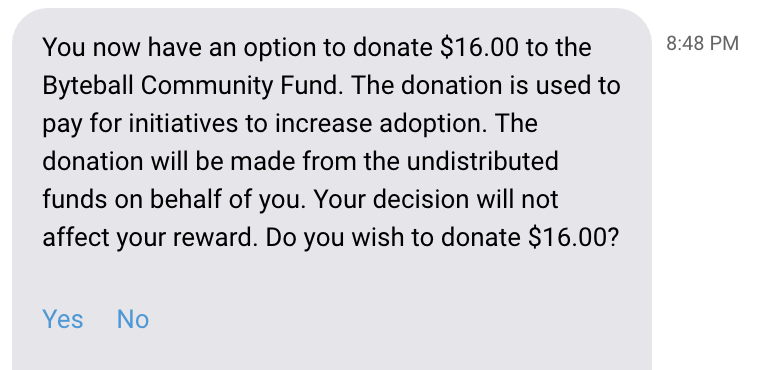 You now have an option to donate $16.00 to the
8:48 PM
Byteball Community Fund. The donation is used to
pay for initiatives to increase adoption. The
donation will be made from the undistributed
funds on behalf of you. Your decision will not
affect your reward. Do you wish to donate $16.00?
Yes No